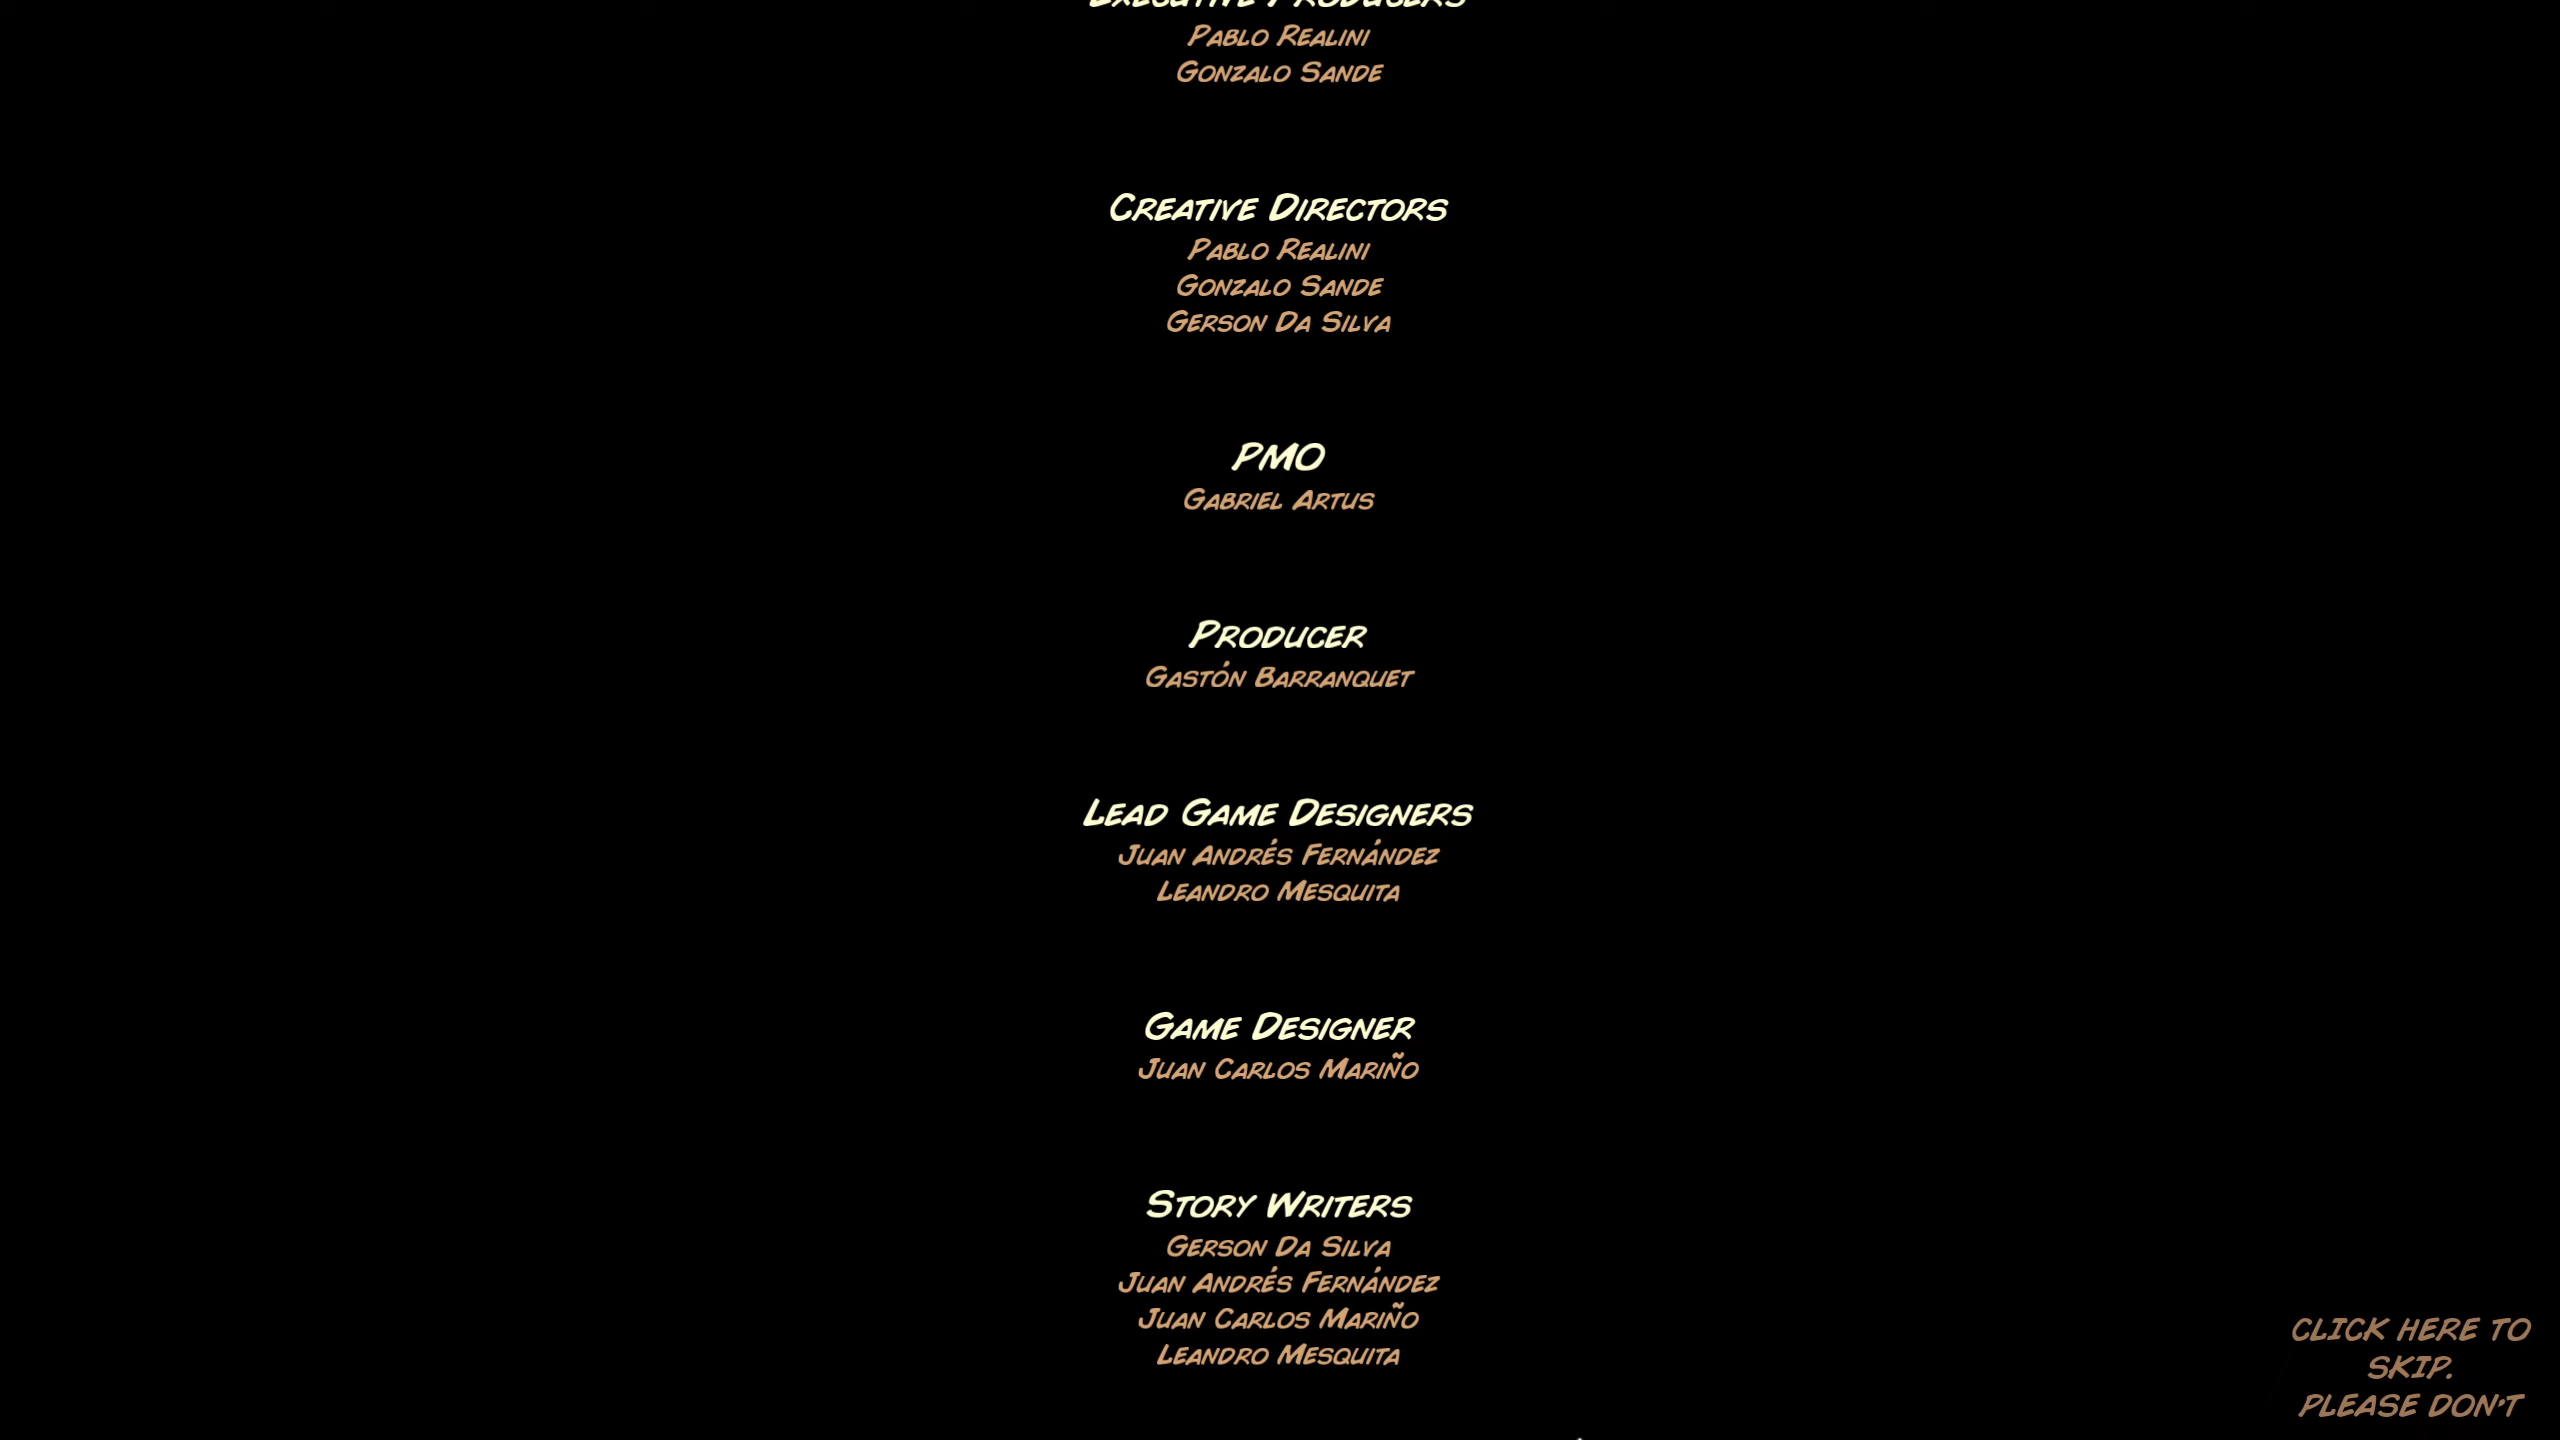 Executive Producers
Pablo Realini
Gonzalo Sande
Creative Directors
Pablo Realini
Gonzalo Sande
Gerson Da Silva
PMO
Gabriel Artus
Producer
Gastón Barranquet
Lead Game Designers
Juan Andrés Fernández
Leandro Mesquita
Game Designer
Juan Carlos Mariño
Story Writers
Gerson Da Silva
Juan Andrés Fernández
Juan Carlos Mariño
Leandro Mesquita
CLICK HERE TO
SKIP.
PLEASE DON'T